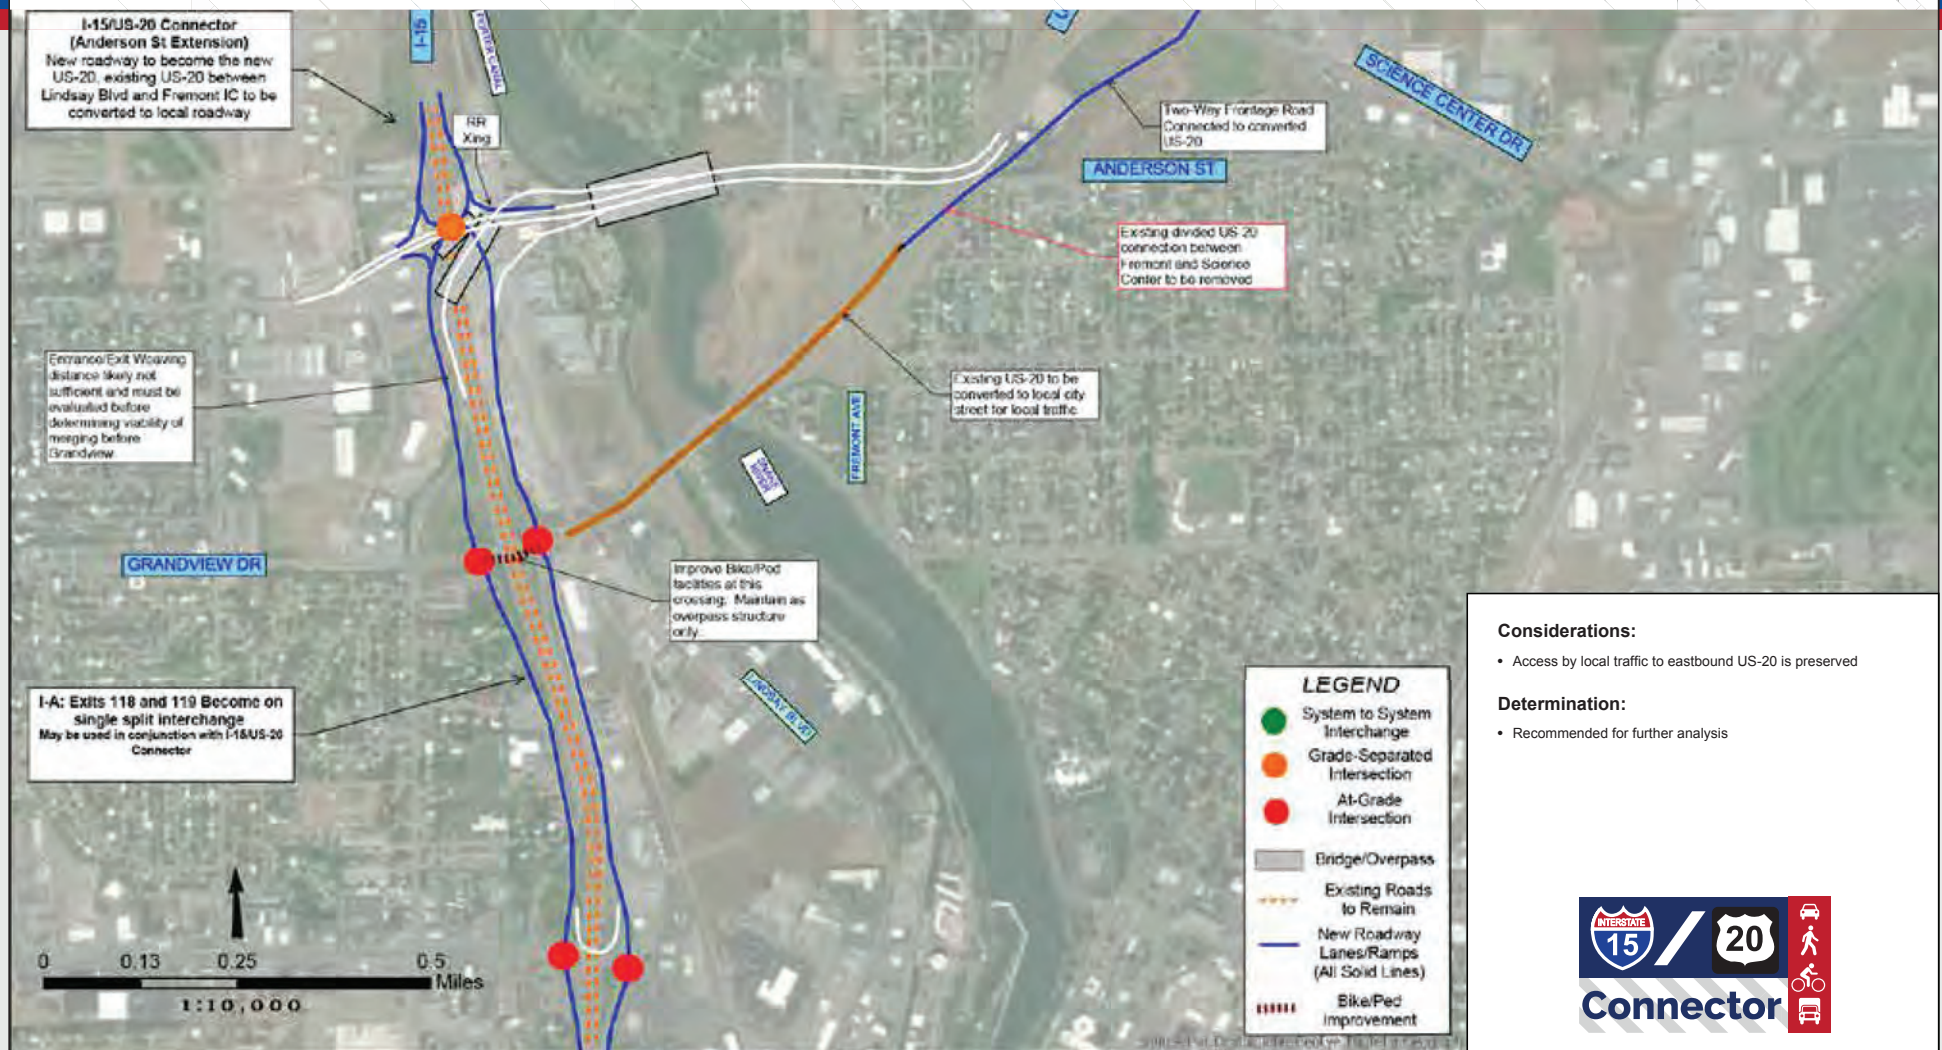 I-15/US-20 Connector
(Anderson St Extension)
New roadway to become the new
US-20, existing US-20 between
Lindsay Blvd and Fremont IC to be
converted to local roadway
I-15
PORTER CANAL
RR
Xing
SCIENCE CENTER DR
Two-Way Frontage Road
Connected to converted
US-20
ANDERSON ST
Existing divided US-20
connection between
Fremont and Science
Center to be removed
Entrance/Exit Weaving
distance likely not
sufficient and must be
evaluated before
determining viability of
merging before
Grandview
Existing US-20 to be
converted to local city
street for local traffic
FREMONT AVE
SNAKE
RIVER
GRANDVIEW DR
Improve Bike/Ped
facilities at this
crossing. Maintain as
overpass structure
only.
LINDSAY BLVD
I-A: Exits 118 and 119 Become on
single split interchange
May be used in conjunction with I-15/US-20
Connector
0 0.13 0.25 0.5
Miles
1:10,000
LEGEND
System to System
Interchange
Grade-Separated
Intersection
At-Grade
Intersection
Bridge/Overpass
Existing Roads
to Remain
New Roadway
Lanes/Ramps
(All Solid Lines)
Bike/Ped
Improvement
Considerations:
• Access by local traffic to eastbound US-20 is preserved
Determination:
• Recommended for further analysis
INTERSTATE
15 / 20
Connector